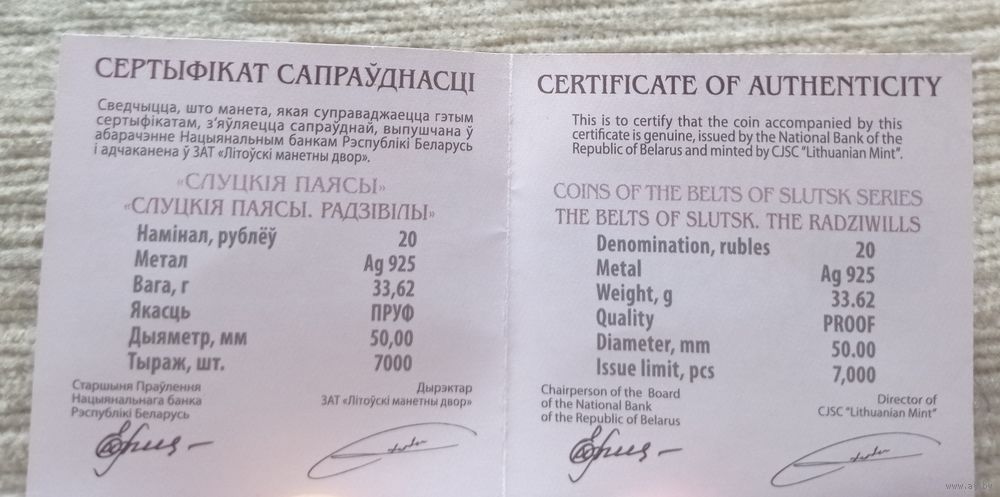 СЕРТЫФІКАТ САПРАЎДНАСЦІ
Сведчыцца, што манета, якая суправаджаецца гэтым
сертыфікатам, з'яўляецца сапраўднай, выпушчана ў
абарачэнне Нацыянальным банкам Рэспублікі Беларусь
і адчаканена ў ЗАТ «Літоўскі манетны двор».
«СЛУЦКІЯ ПАЯСЫ»
«СЛУЦКІЯ ПАЯСЫ. РАДЗІВІЛЫ»
Намінал, рублёў 20
Метал Ag 925
Вага, г 33,62
Якасць ПРУФ
Дыяметр, мм 50,00
Тыраж, шт. 7000
Старшыня Праўлення
Нацыянальнага банка
Рэспублікі Беларусь
Дырэктар
ЗАТ «Літоўскі манетны двор»
CERTIFICATE OF AUTHENTICITY
This is to certify that the coin accompanied by this
certificate is genuine, issued by the National Bank of the
Republic of Belarus and minted by CJSC "Lithuanian Mint".
COINS OF THE BELTS OF SLUTSK SERIES
THE BELTS OF SLUTSK. THE RADZIWILLS
Denomination, rubles 20
Metal Ag 925
Weight, g 33.62
Quality PROOF
Diameter, mm 50.00
Issue limit, pcs 7,000
Chairperson of the Board
of the National Bank
of the Republic of Belarus
Director of
CJSC "Lithuanian Mint"
www.ay.by